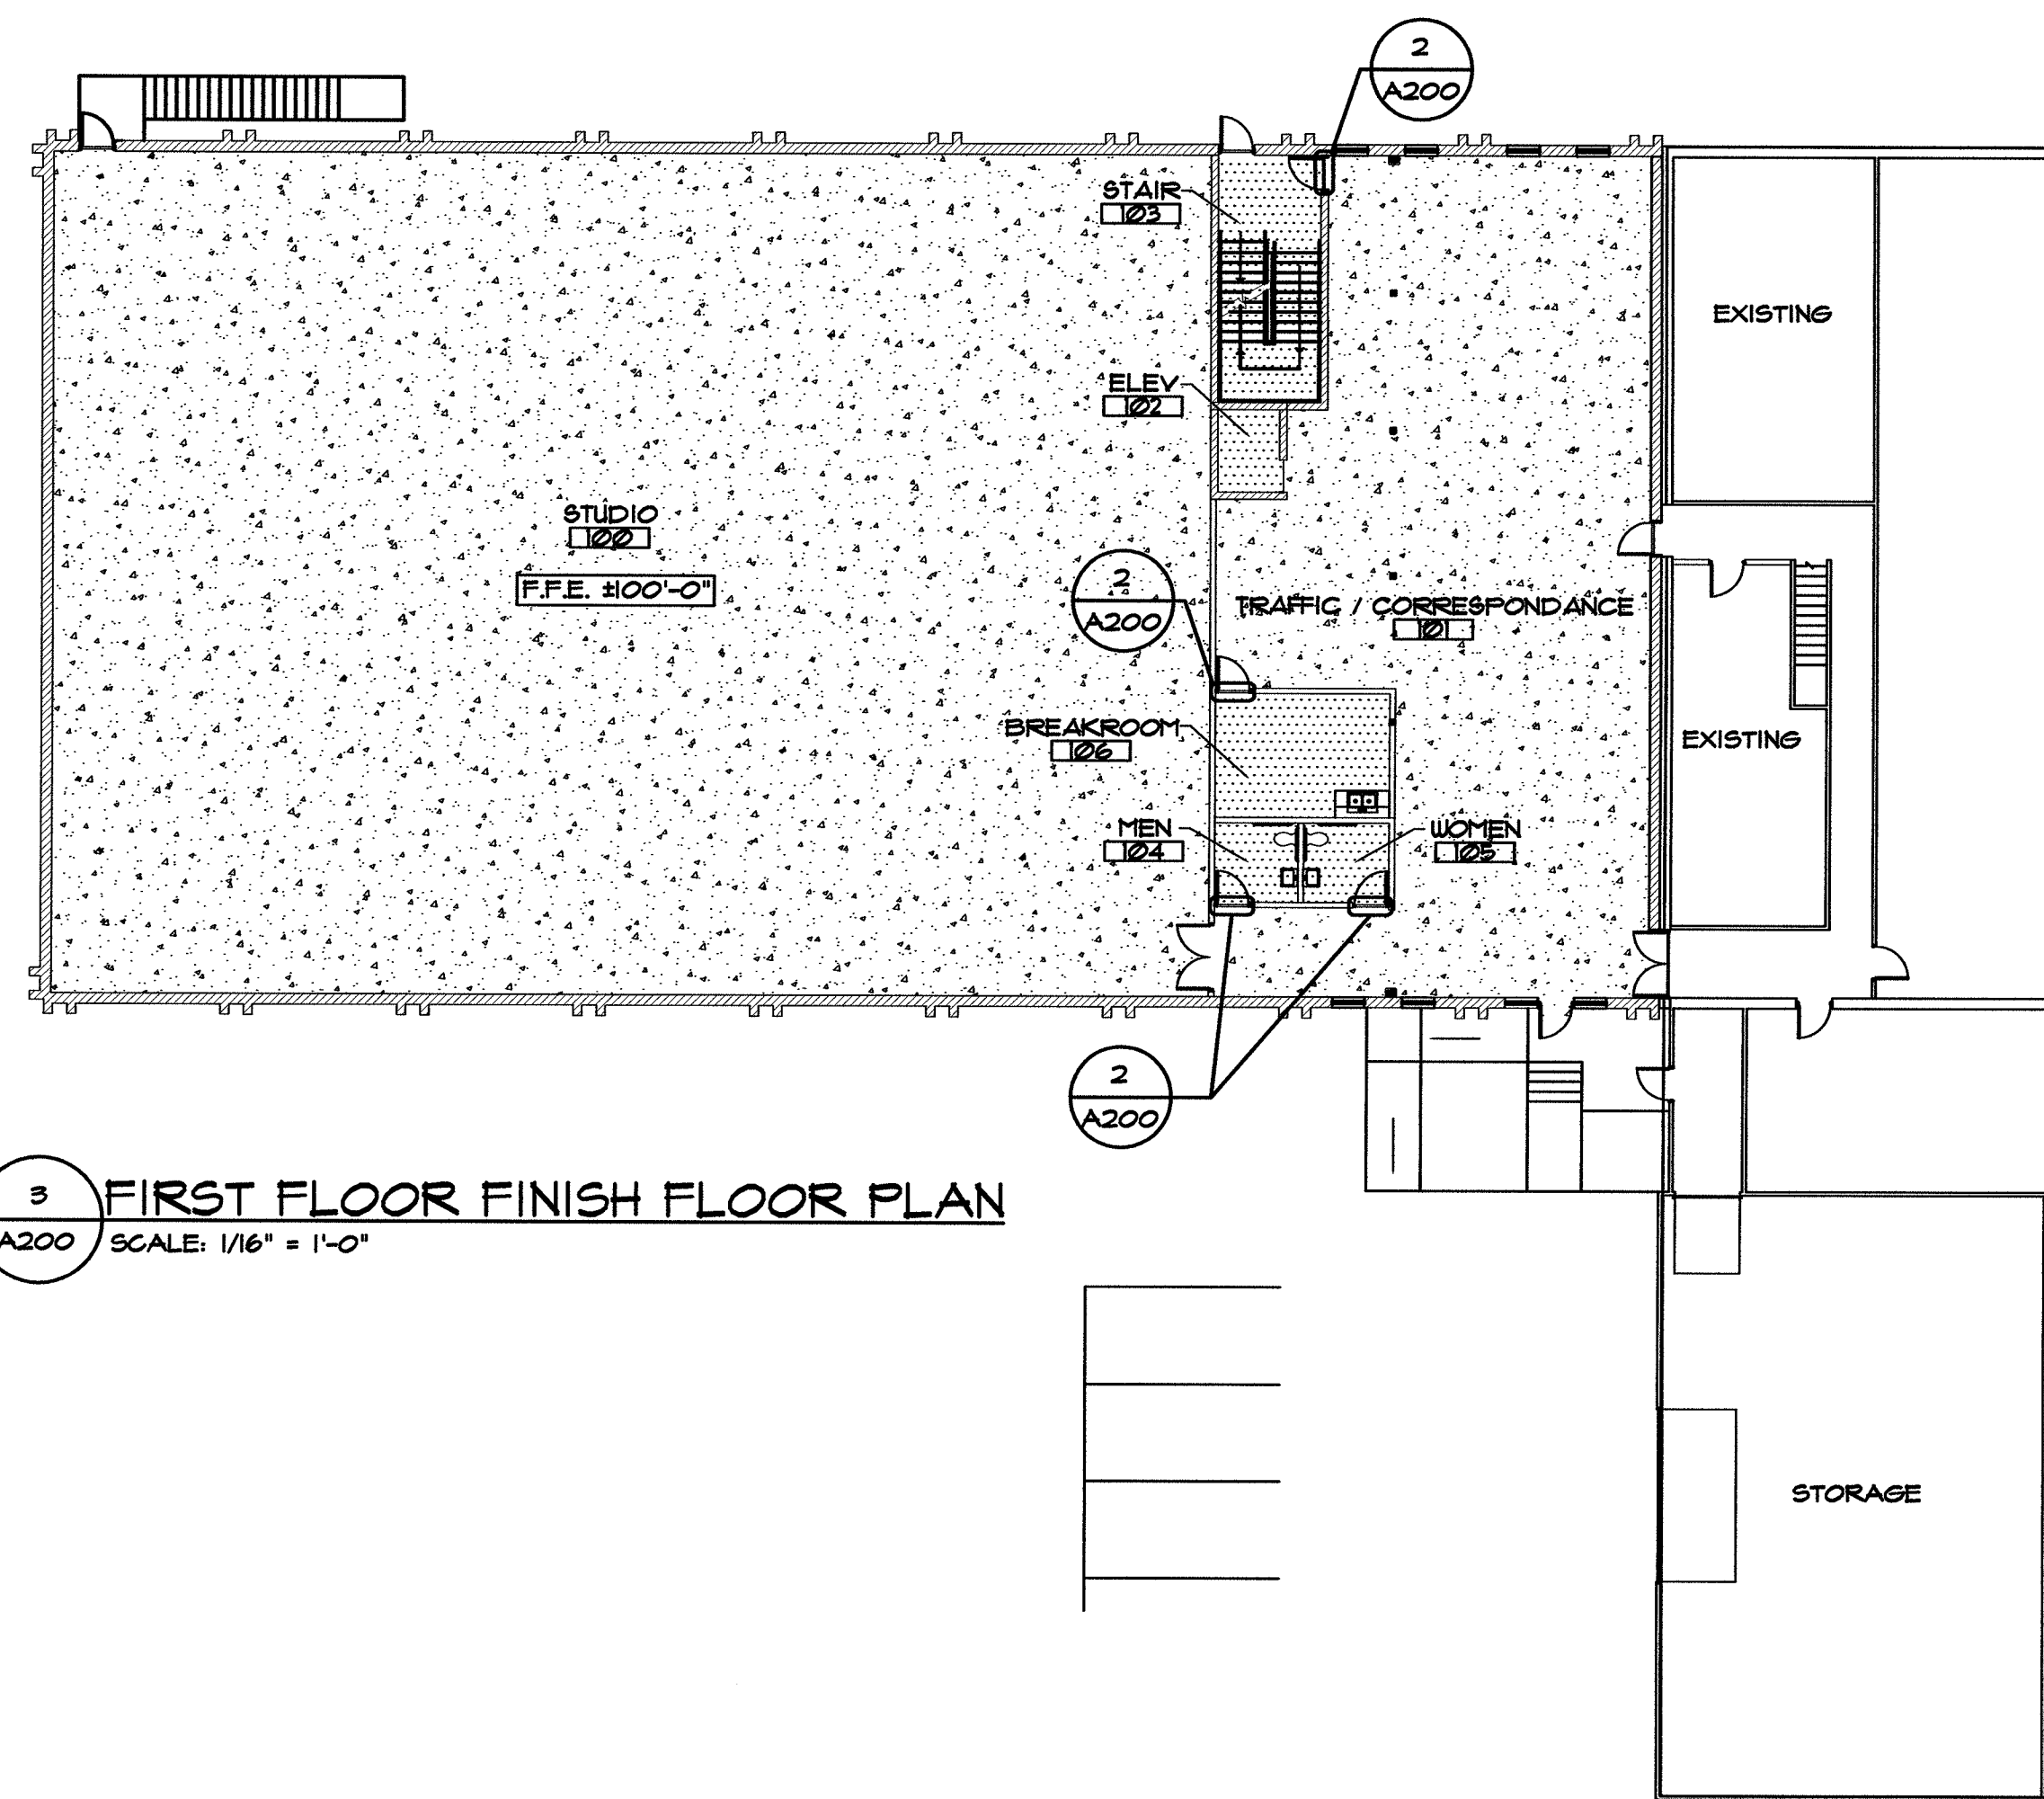 2
A200
STAIR
103
EXISTING
ELEV
102
STUDIO
100
F.F.E. ±100'-0"
2
A200
TRAFFIC / CORRESPONDANCE
101
BREAKROOM
106
EXISTING
MEN
104
WOMEN
105
2
A200
3
A200
FIRST FLOOR FINISH FLOOR PLAN
SCALE: 1/16" = 1'-0"
STORAGE